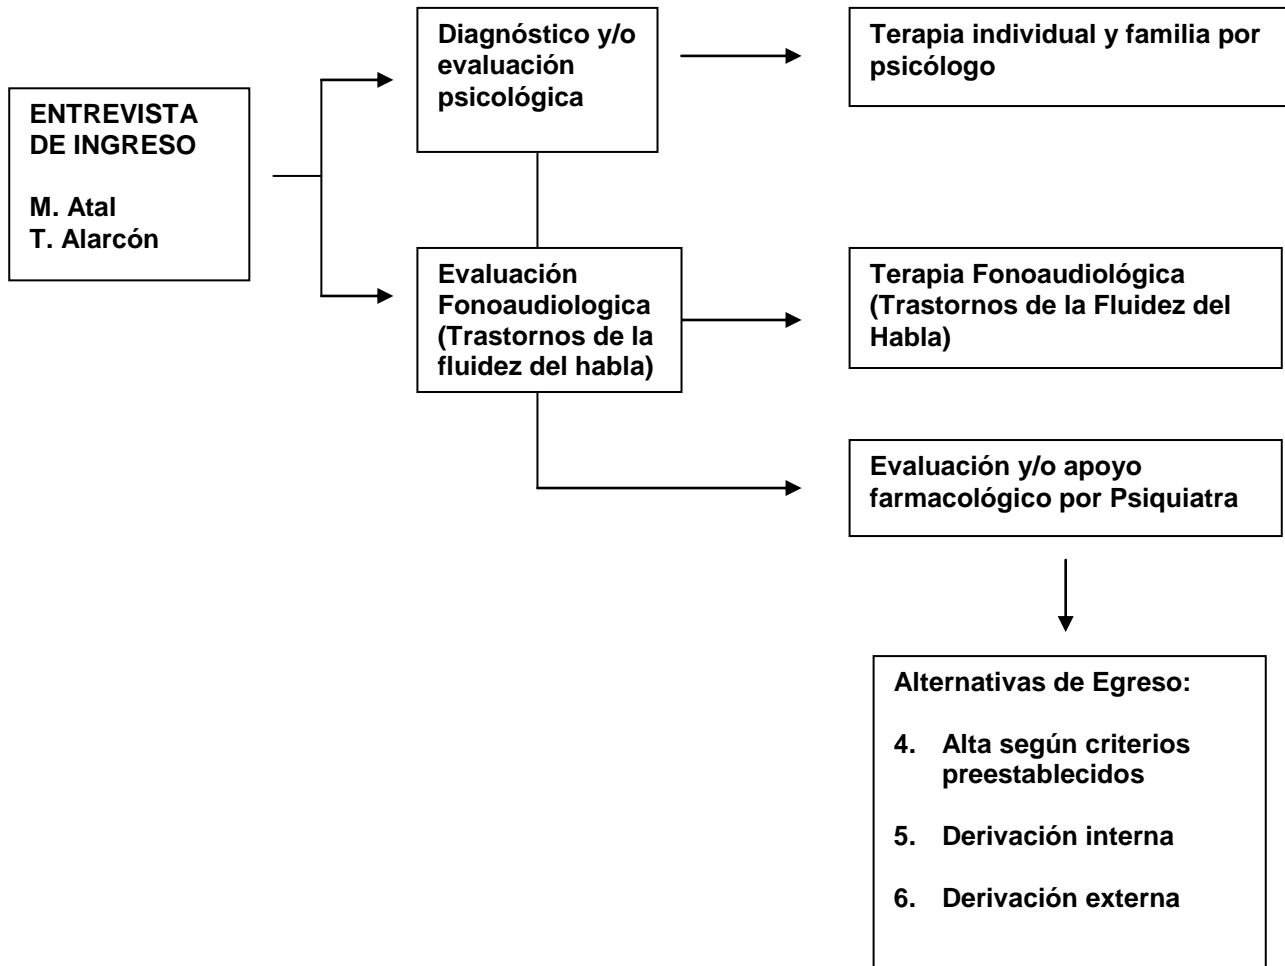 ENTREVISTA
DE INGRESO
M. Atal
T. Alarcón
Diagnóstico y/o
evaluación
psicológica
Terapia individual y familia por
psicólogo
Evaluación
Fonoaudiologica
(Trastornos de la
fluidez del habla)
Terapia Fonoaudiológica
(Trastornos de la Fluidez del
Habla)
Evaluación y/o apoyo
farmacológico por Psiquiatra
Alternativas de Egreso:
4. Alta según criterios
preestablecidos
5. Derivación interna
6. Derivación externa